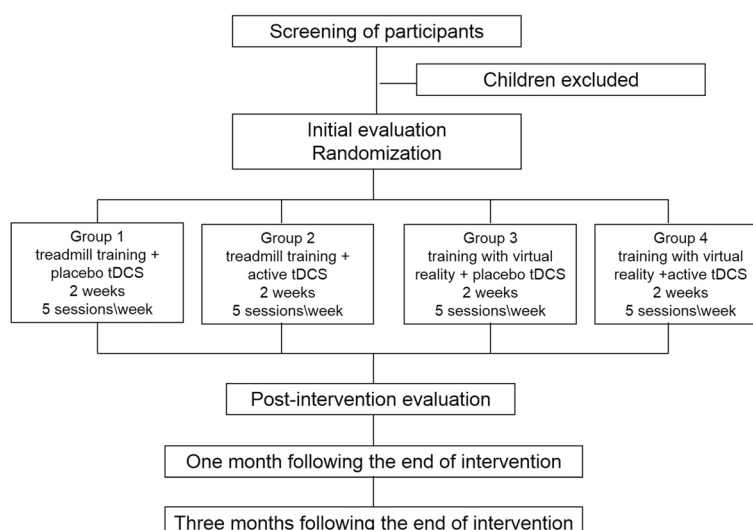 Screening of participants
Children excluded
Initial evaluation
Randomization
Group 1
treadmill training +
placebo tDCS
2 weeks
5 sessions\week
Group 2
treadmill training +
active tDCS
2 weeks
5 sessions\week
Group 3
training with virtual
reality + placebo tDCS
2 weeks
5 sessions\week
Group 4
training with virtual
reality +active tDCS
2 weeks
5 sessions\week
Post-intervention evaluation
One month following the end of intervention
Three months following the end of intervention